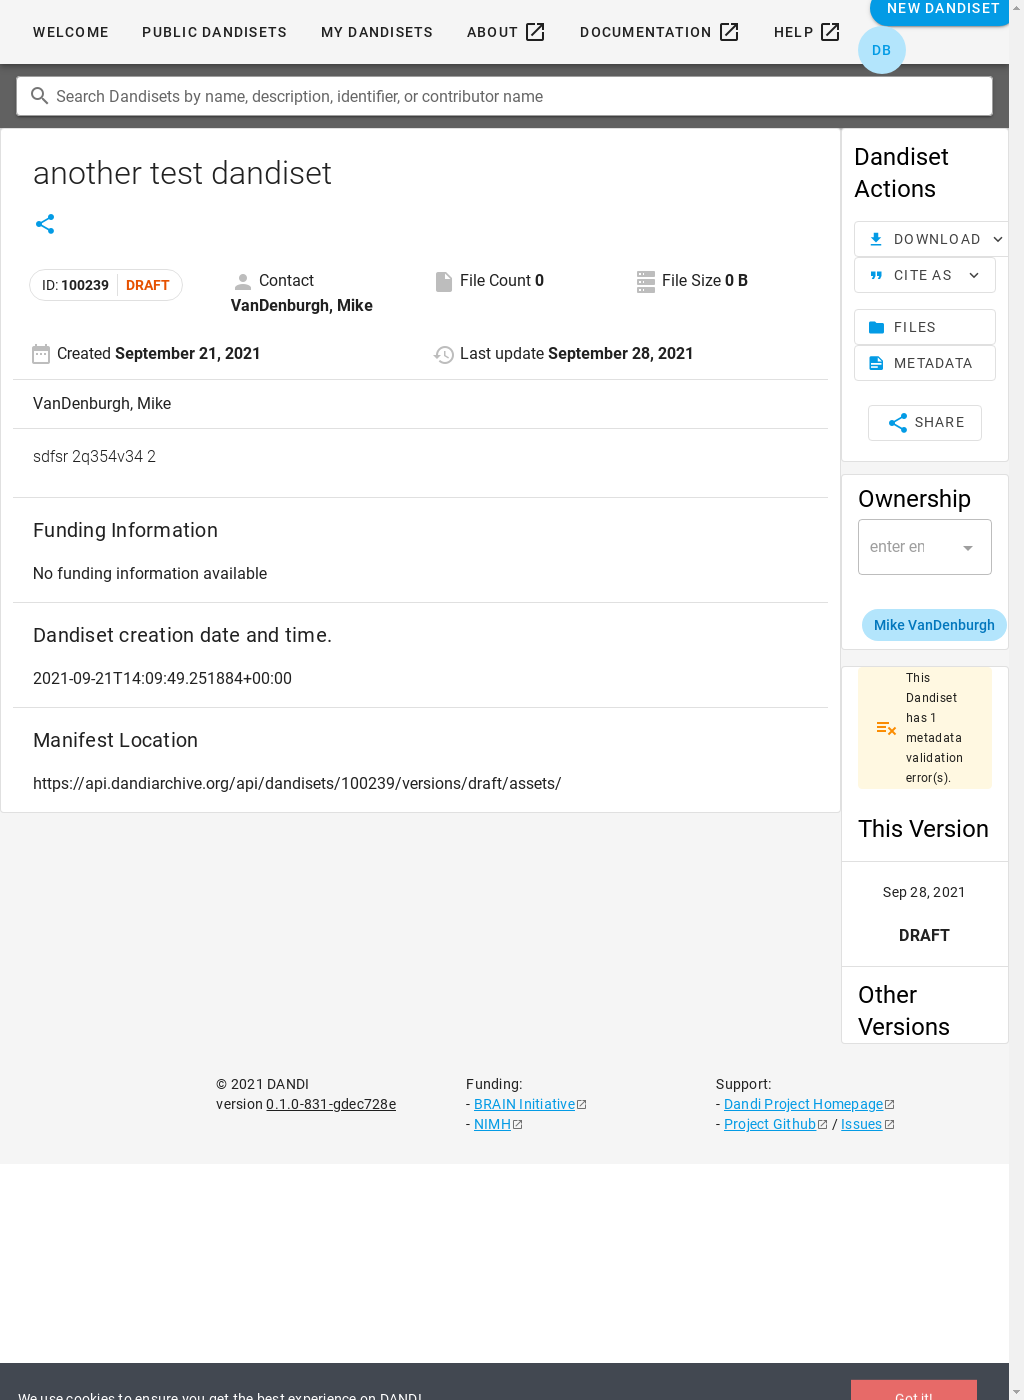 WELCOME PUBLIC DANDISETS MY DANDISETS ABOUT DOCUMENTATION HELP NEW DANDISET
DB
Search Dandisets by name, description, identifier, or contributor name
another test dandiset
ID: 100239 DRAFT
Contact
VanDenburgh, Mike
File Count 0
File Size 0 B
Created September 21, 2021
Last update September 28, 2021
VanDenburgh, Mike
sdfsr 2q354v34 2
Funding Information
No funding information available
Dandiset creation date and time.
2021-09-21T14:09:49.251884+00:00
Manifest Location
https://api.dandiarchive.org/api/dandisets/100239/versions/draft/assets/
Dandiset
Actions
DOWNLOAD
CITE AS
FILES
METADATA
SHARE
Ownership
enter en
Mike VanDenburgh
This
Dandiset
has 1
metadata
validation
error(s).
This Version
Sep 28, 2021
DRAFT
Other
Versions
© 2021 DANDI
version 0.1.0-831-gdec728e
Funding:
- BRAIN Initiative
- NIMH
Support:
- Dandi Project Homepage
- Project Github / Issues
We use cookies to ensure you get the best experience on DANDI.
Got it!